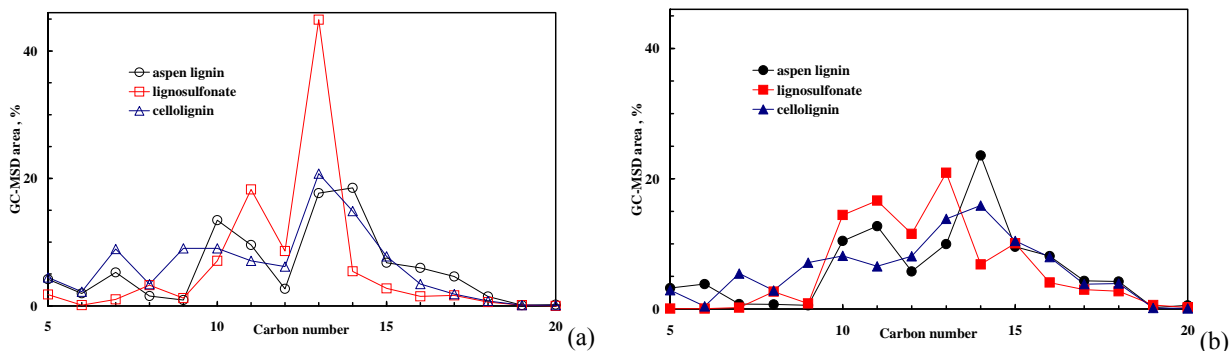 40
20
0
GC-MSD area, %
aspen lignin
lignosulfonate
cellolignin
5
10
15
20
Carbon number
(a)
40
20
0
GC-MSD area, %
aspen lignin
lignosulfonate
cellolignin
5
10
15
20
Carbon number
(b)